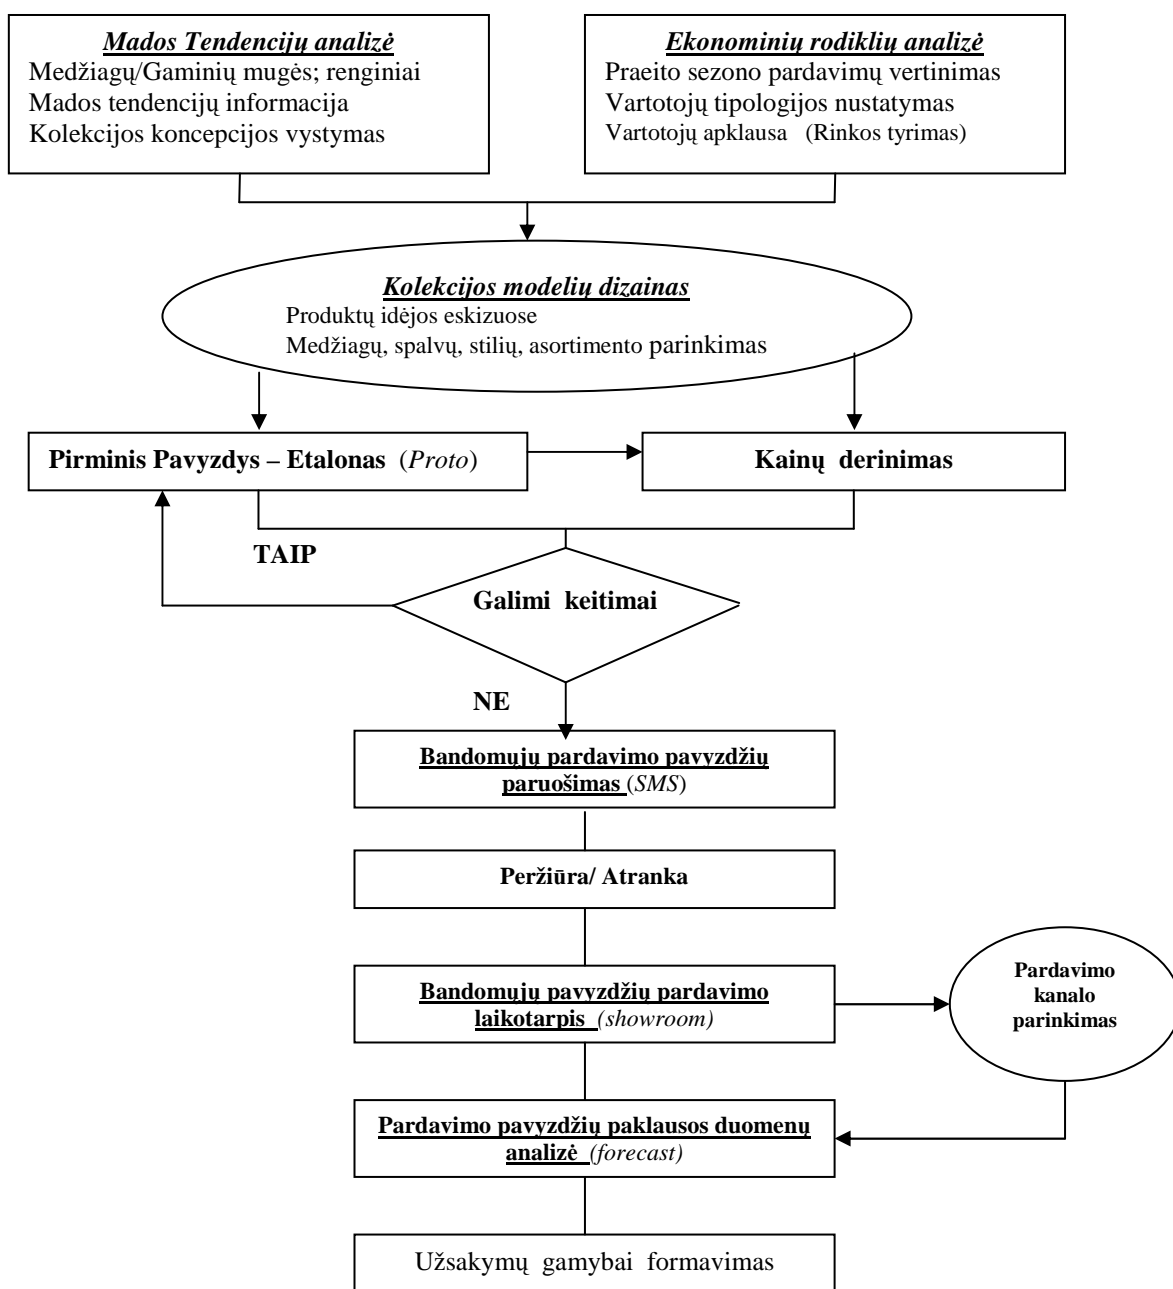 Mados Tendencijų analizė
Medžiagų/Gaminių mugės; renginiai
Mados tendencijų informacija
Kolekcijos koncepcijos vystymas
Ekonominių rodiklių analizė
Praeito sezono pardavimų vertinimas
Vartotojų tipologijos nustatymas
Vartotojų apklausa (Rinkos tyrimas)
Kolekcijos modelių dizainas
Produktų idėjos eskizuose
Medžiagų, spalvų, stilių, asortimento parinkimas
Pirminis Pavyzdys – Etalonas (Proto)
Kainų derinimas
TAIP
Galimi keitimai
NE
Bandomųjų pardavimo pavyzdžių
paruošimas (SMS)
Peržiūra/ Atranka
Bandomųjų pavyzdžių pardavimo
laikotarpis (showroom)
Pardavimo
kanalo
parinkimas
Pardavimo pavyzdžių paklausos duomenų
analizė (forecast)
Užsakymų gamybai formavimas